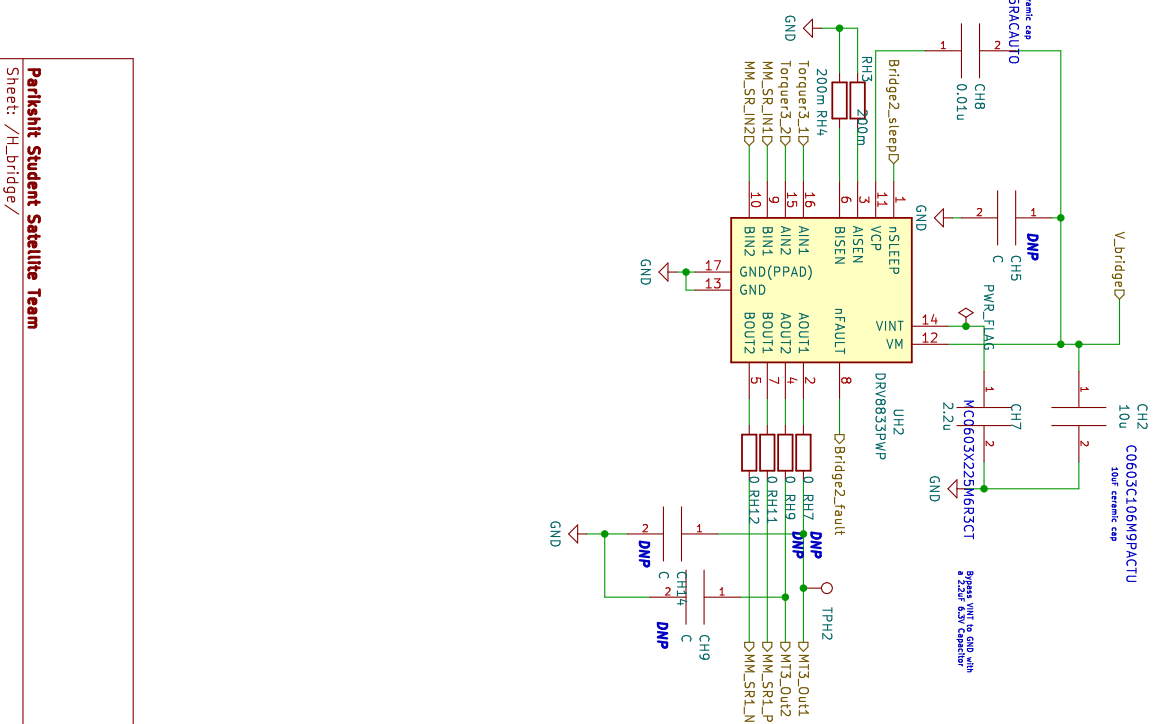 ramic cap
5RACAUTO
GND
1
2
CH8
0.01u
RH3
200m
200m RH4
Bridge2_sleep
Torquer3_1
Torquer3_2
MM_SR_IN1
MM_SR_IN2
V_bridge
GND
2
1
DNP
CH5
C
PWR_FLAG
10
9
15
16
6
3
11
1
BIN2
BIN1
AIN2
AIN1
BISEN
AISEN
VCP
nSLEEP
GND
17
13
GND(PPAD)
GND
VINT
VM
14
12
BOUT2
BOUT1
AOUT2
AOUT1
nFAULT
5
7
4
2
8
DRV8833PWP
UH2
1
2
CH7
2.2u
MC0603X225M6R3CT
1
2
CH2
10u
C0603C106M9PACTU
10uF ceramic cap
GND
Bridge2_fault
0 RH7
0 RH9
0 RH11
0 RH12
DNP
DNP
GND
2
1
DNP
CH14
C
2
1
DNP
CH9
C
TPH2
Bypass VINT to GND with
a 2.2uF 6.3V Capacitor
MT3_Out1
MT3_Out2
MM_SR1_P
MM_SR1_N
Parikshit Student Satellite Team
Sheet: /H_bridge/